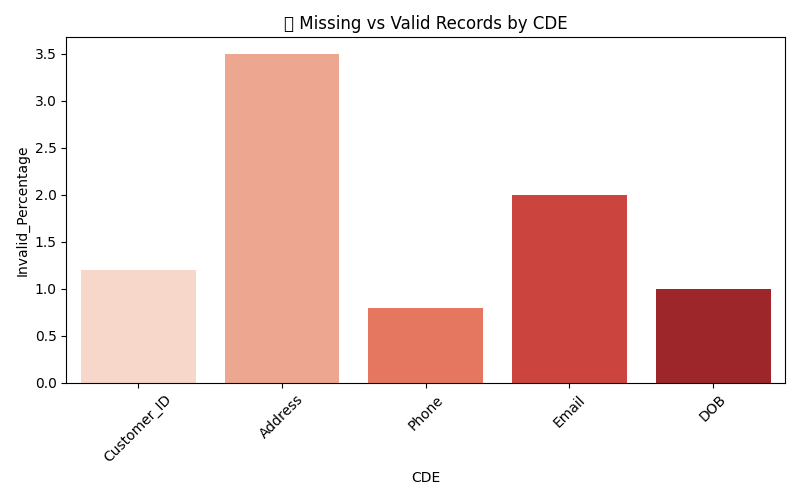 Missing vs Valid Records by CDE
3.5
3.0
2.5
2.0
1.5
1.0
0.5
0.0
Invalid_Percentage
Customer_ID
Address
Phone
Email
DOB
CDE